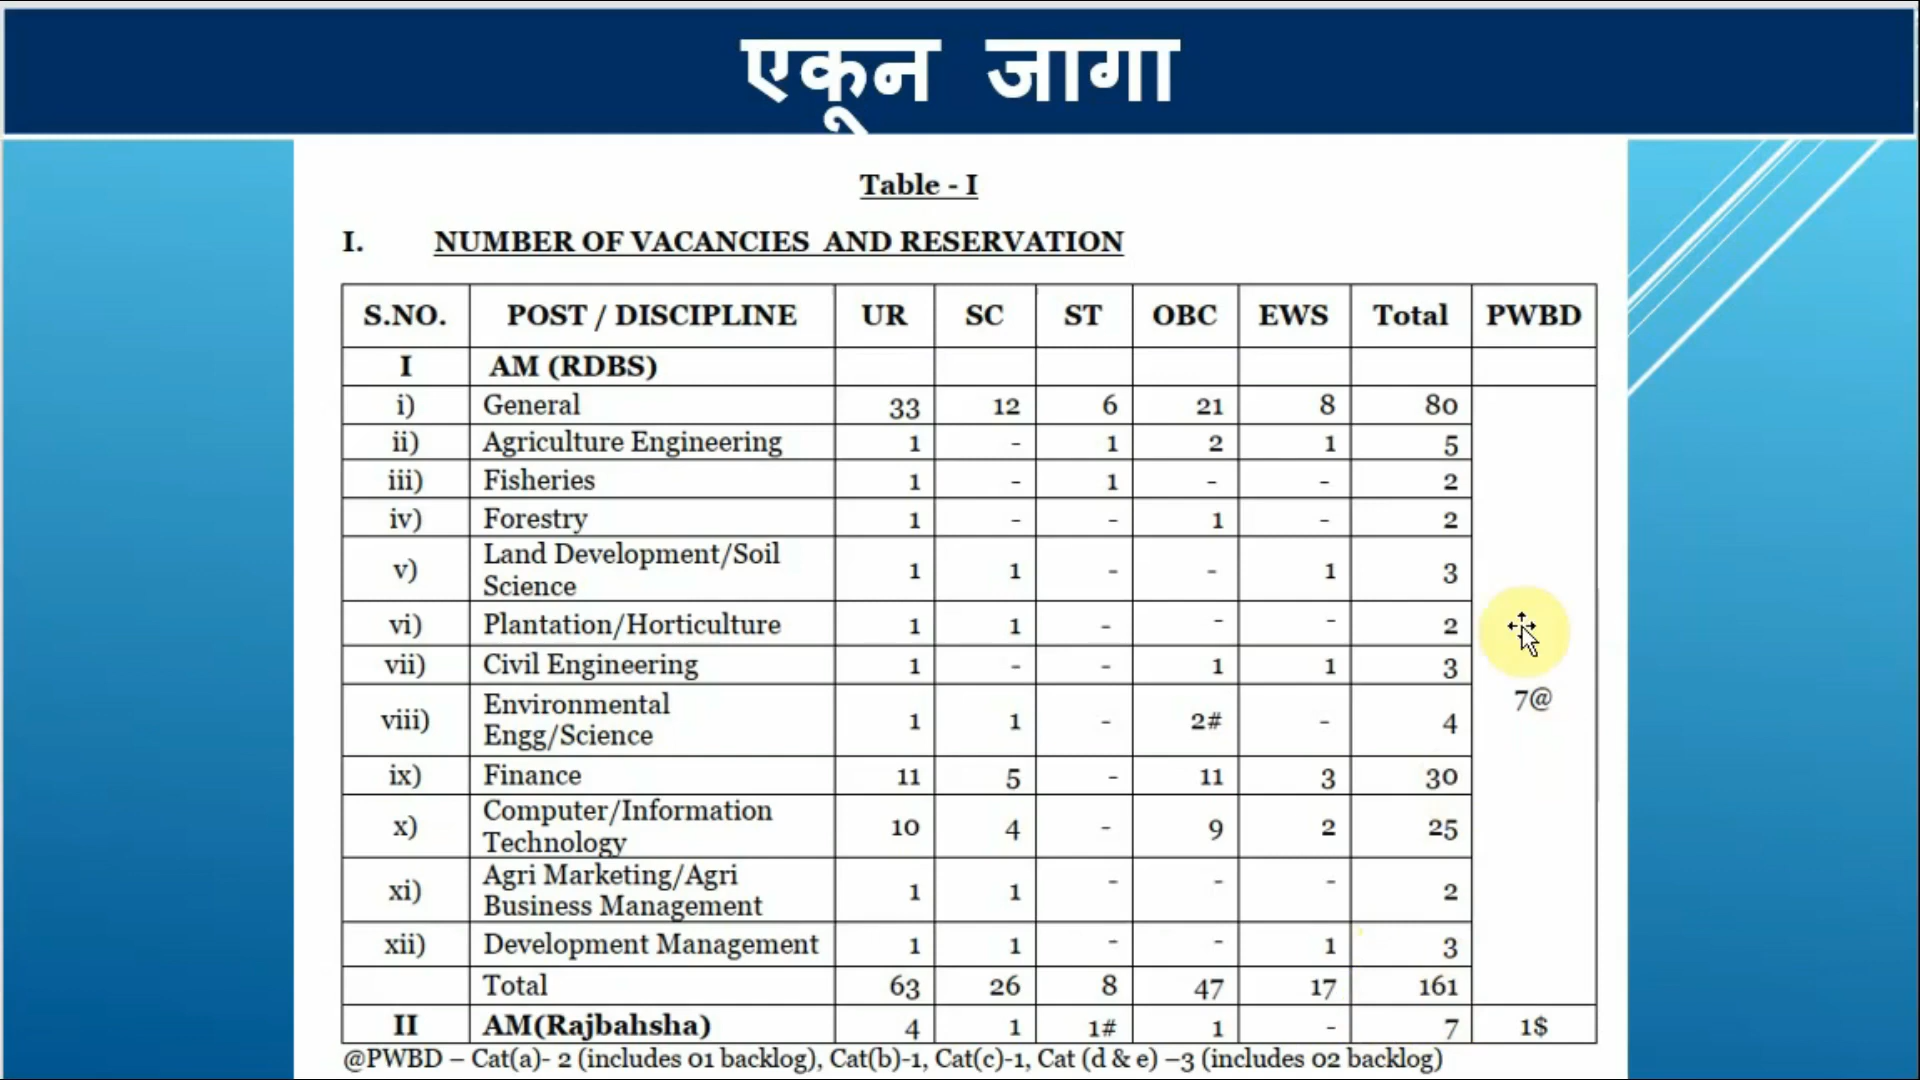 एकून जागा
Table - I
I. NUMBER OF VACANCIES AND RESERVATION
S.NO. POST / DISCIPLINE UR SC ST OBC EWS Total PWBD
I AM (RDBS)
i) General 33 12 6 21 8 80
ii) Agriculture Engineering 1 - 1 2 1 5
iii) Fisheries 1 - 1 - - 2
iv) Forestry 1 - - 1 - 2
v) Land Development/Soil Science 1 1 - - 1 3
vi) Plantation/Horticulture 1 1 - - - 2
vii) Civil Engineering 1 - - 1 1 3
7@
viii) Environmental Engg/Science 1 1 - 2# - 4
ix) Finance 11 5 - 11 3 30
x) Computer/Information Technology 10 4 - 9 2 25
xi) Agri Marketing/Agri Business Management 1 1 - - - 2
xii) Development Management 1 1 - - 1 3
Total 63 26 8 47 17 161
II AM(Rajbahsha) 4 1 1# 1 - 7 1$
@PWBD – Cat(a)- 2 (includes 01 backlog), Cat(b)-1, Cat(c)-1, Cat (d & e) –3 (includes 02 backlog)